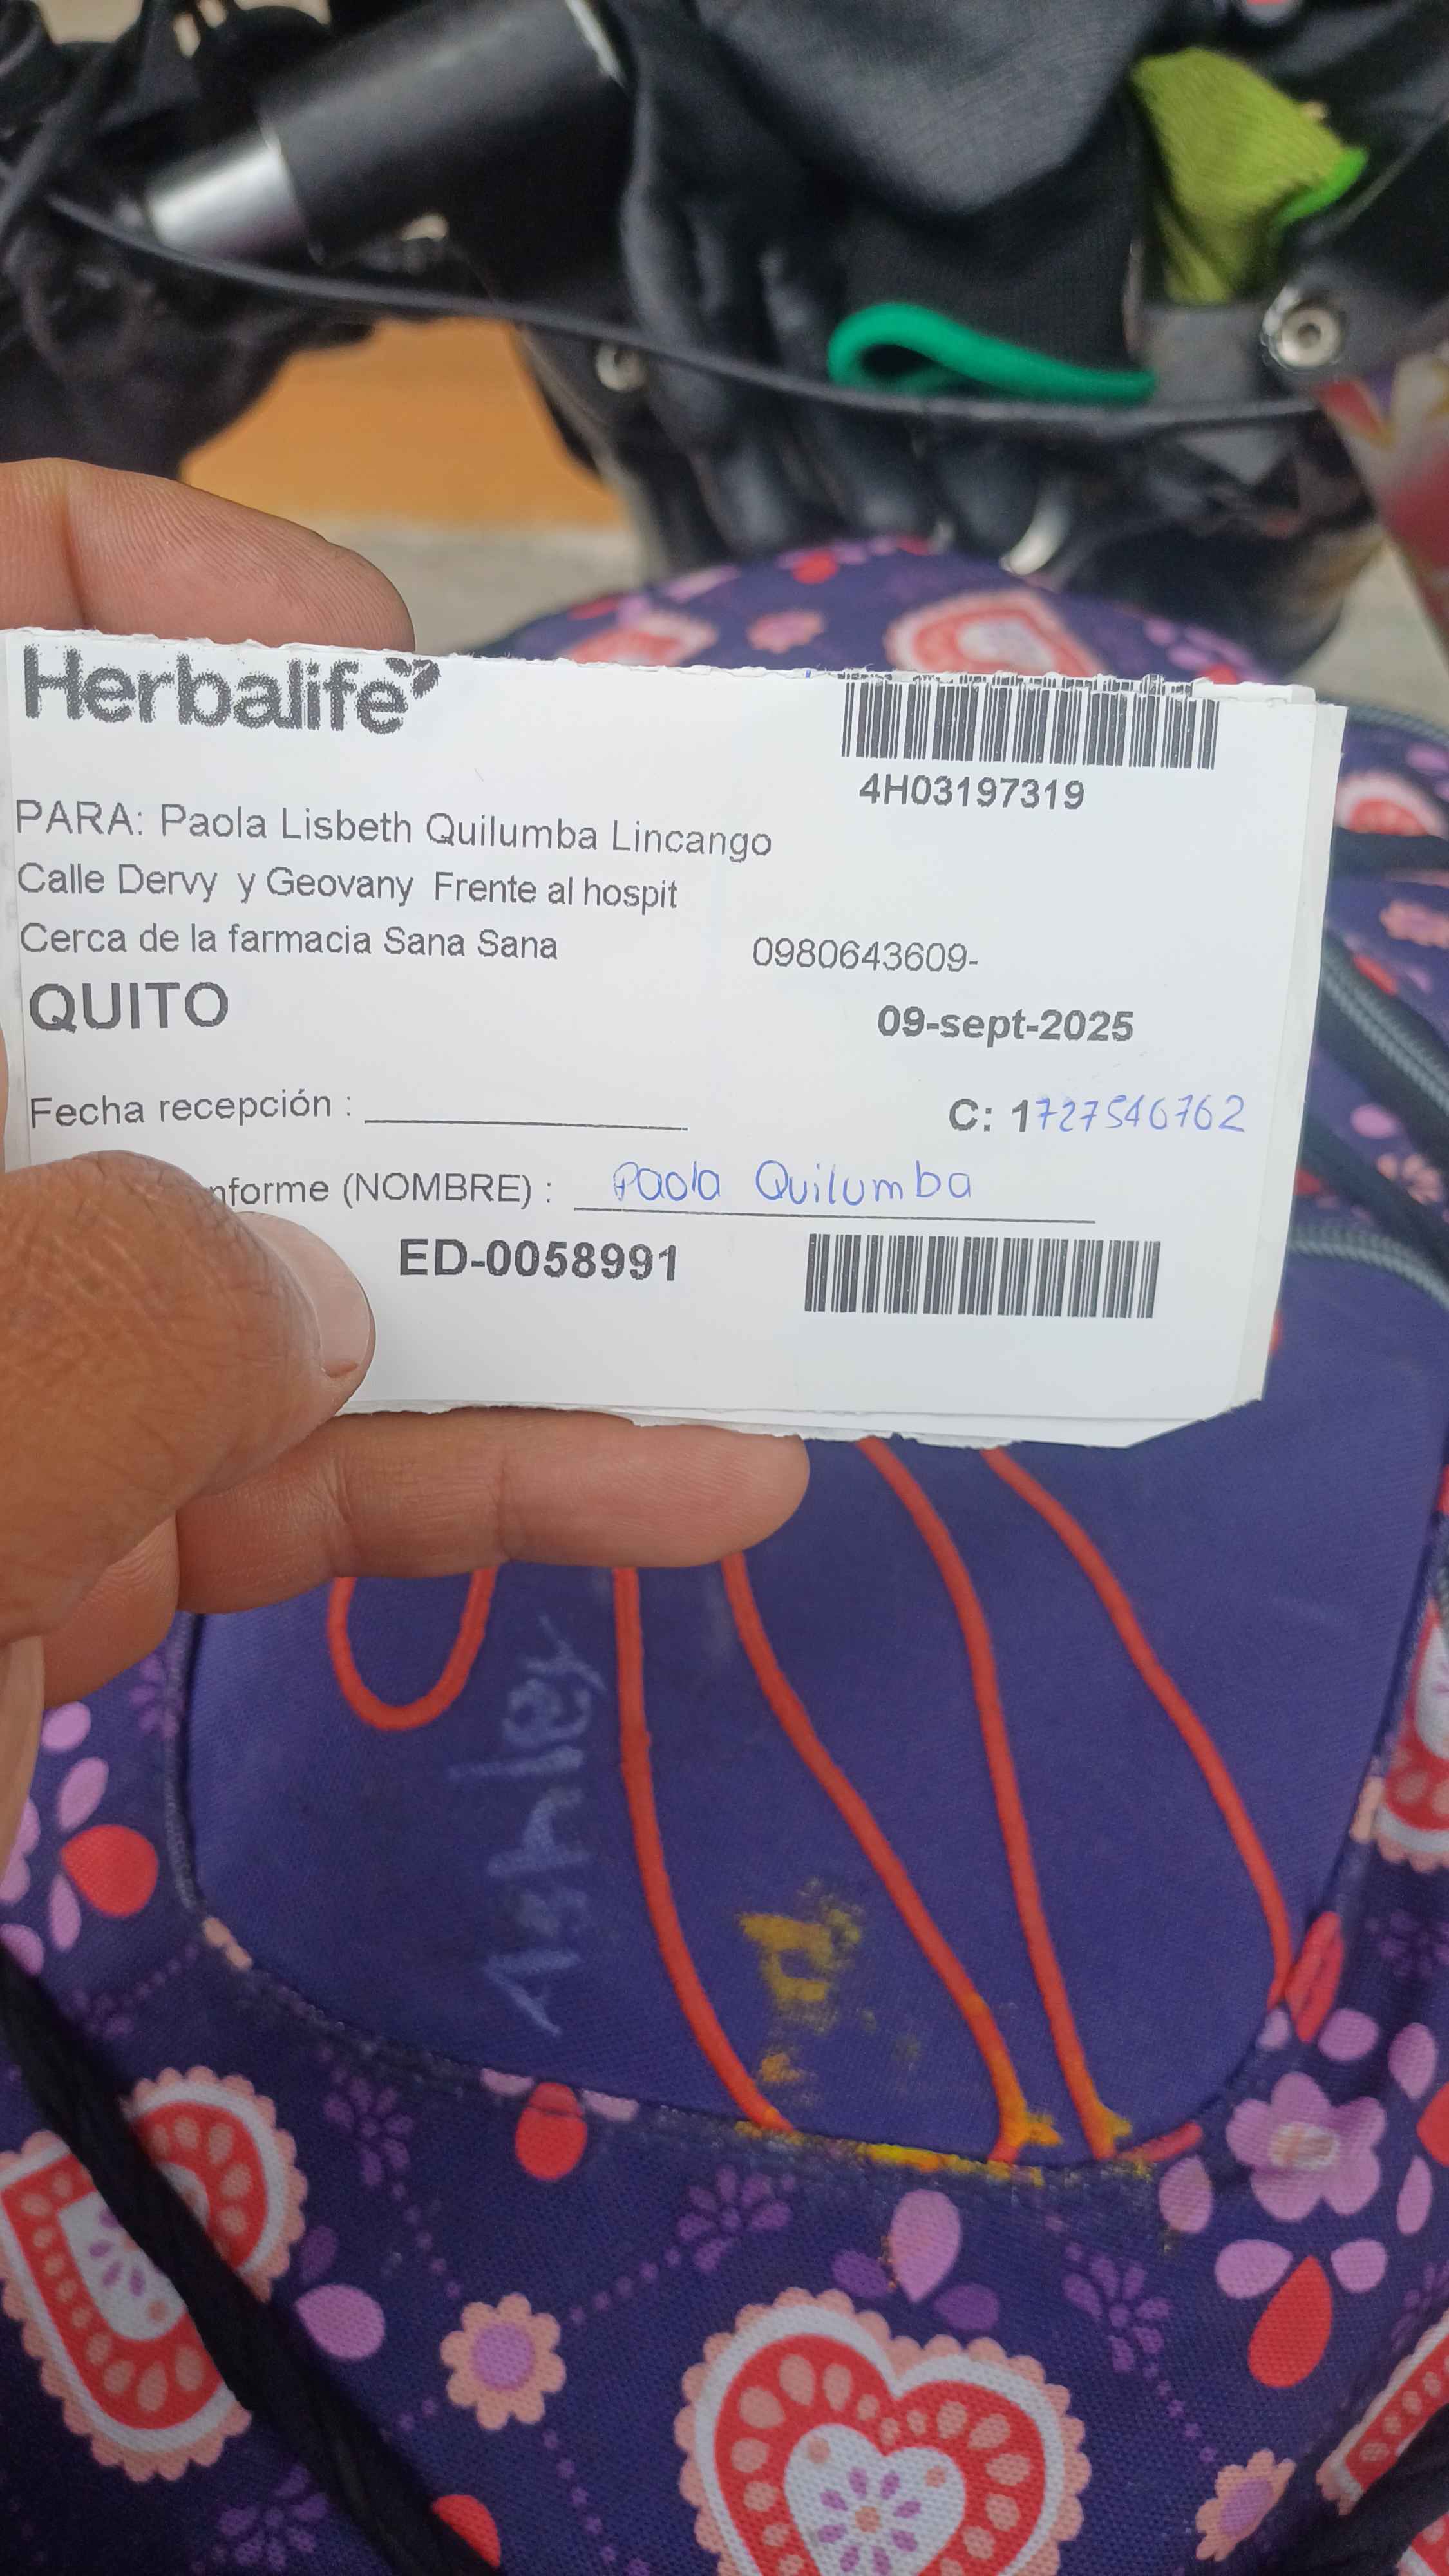 Herbalife
4H03197319
PARA: Paola Lisbeth Quilumba Lincango
Calle Dervy y Geovany Frente al hospit
Cerca de la farmacia Sana Sana 0980643609-
QUITO
09-sept-2025
Fecha recepción :
C: 1727546762
nforme (NOMBRE) : Paola Quilumba
ED-0058991
Ashley